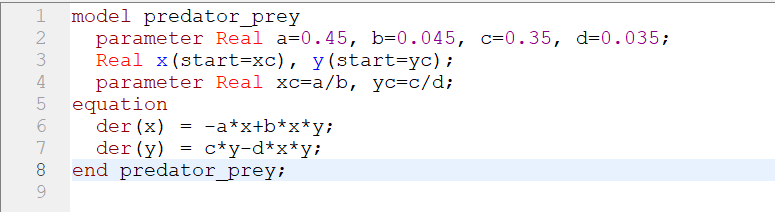 1 model predator_prey
2   parameter Real a=0.45, b=0.045, c=0.35, d=0.035;
3   Real x(start=xc), y(start=yc);
4   parameter Real xc=a/b, yc=c/d;
5 equation
6   der(x) = -a*x+b*x*y;
7   der(y) = c*y-d*x*y;
8 end predator_prey;
9